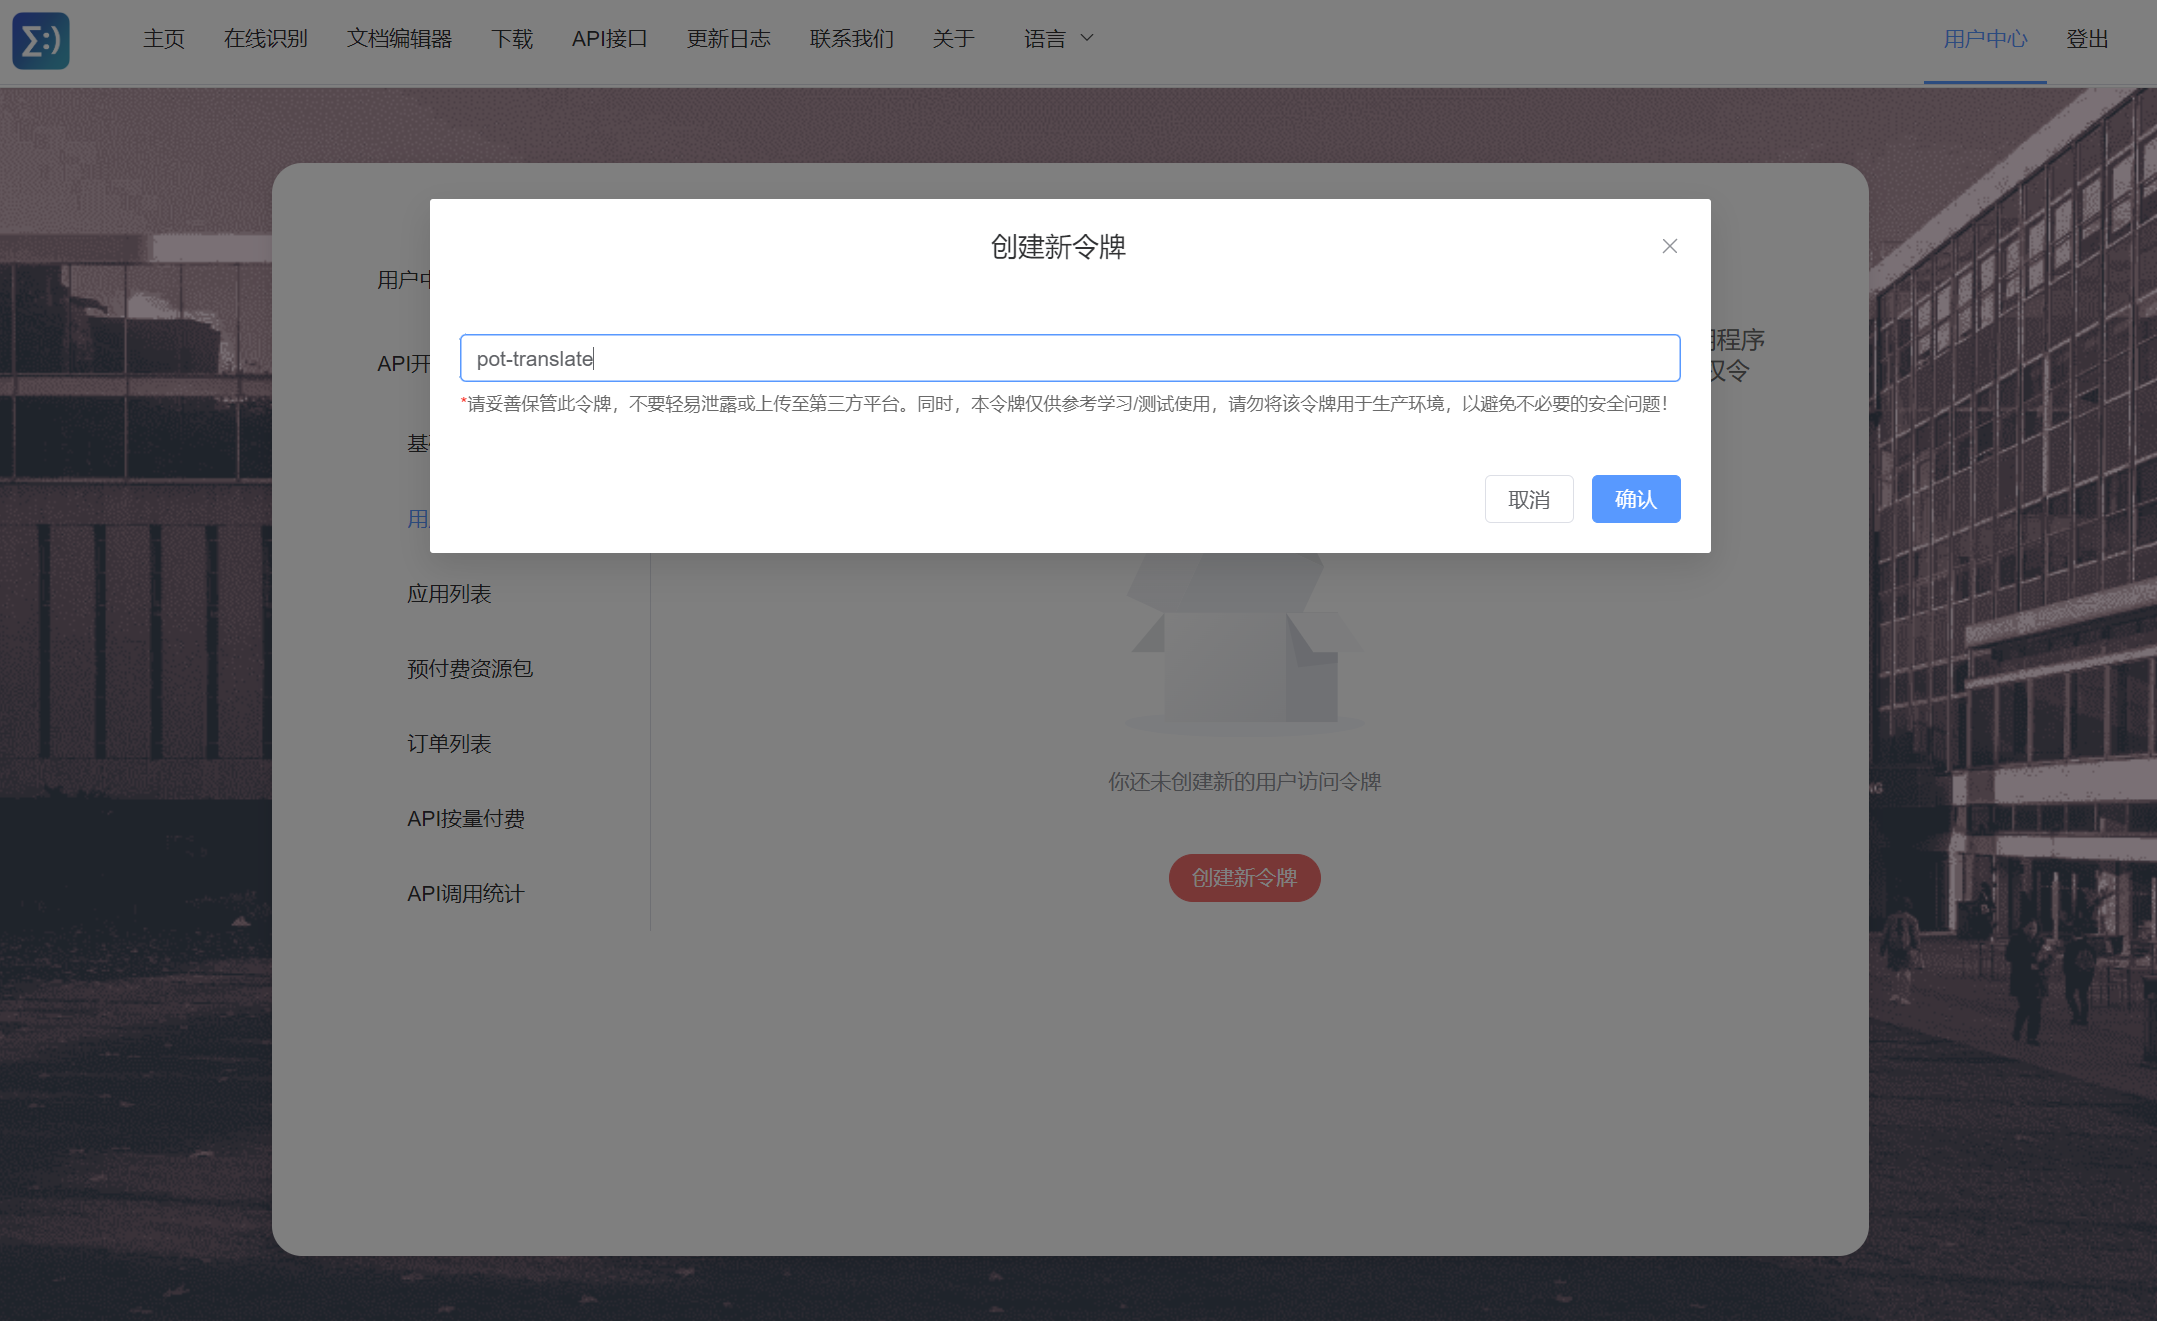 Σ:)
主页
在线识别
文档编辑器
下载
API接口
更新日志
联系我们
关于
语言
用户中心
登出
创建新令牌
用户中
pot-translate
程序
API开
权令
*请妥善保管此令牌，不要轻易泄露或上传至第三方平台。同时，本令牌仅供参考学习/测试使用，请勿将该令牌用于生产环境，以避免不必要的安全问题！
取消
确认
应用列表
预付费资源包
订单列表
你还未创建新的用户访问令牌
API按量付费
创建新令牌
API调用统计